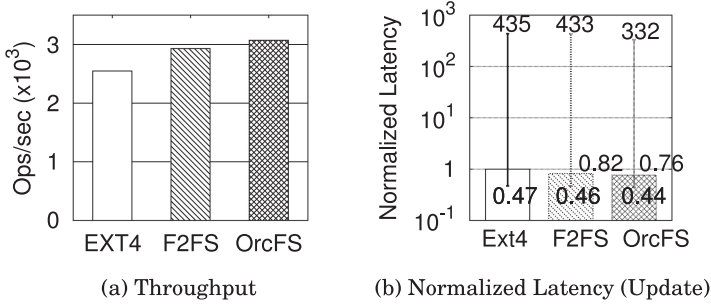 Ops/sec (x10³)
3
2
1
0
EXT4 F2FS OrcFS
(a) Throughput
Normalized Latency
10³
10²
10¹
1
10⁻¹
435 433 332
0.82 0.76
0.47 0.46 0.44
Ext4 F2FS OrcFS
(b) Normalized Latency (Update)